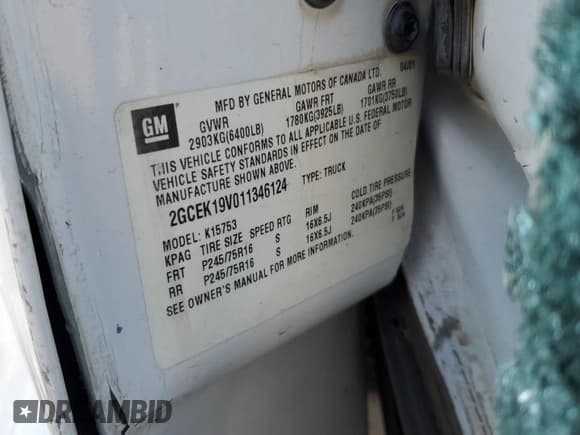 GM
MFD BY GENERAL MOTORS OF CANADA LTD. 04/01
GVWR GAWR FRT GAWR RR
2903KG(6400LB) 1780KG(3925LB) 1701KG(3750LB)
THIS VEHICLE CONFORMS TO ALL APPLICABLE U.S. FEDERAL MOTOR
VEHICLE SAFETY STANDARDS IN EFFECT ON THE DATE OF
MANUFACTURE SHOWN ABOVE.
2GCEK19V011346124 TYPE: TRUCK
MODEL: K15753 COLD TIRE PRESSURE
KPAG TIRE SIZE SPEED RTG RIM
FRT P245/75R16 S 16X6.5J 240KPA(35PSI)
RR P245/75R16 S 16X6.5J 240KPA(35PSI)
SEE OWNER'S MANUAL FOR MORE INFORMATION.
DREAMBID